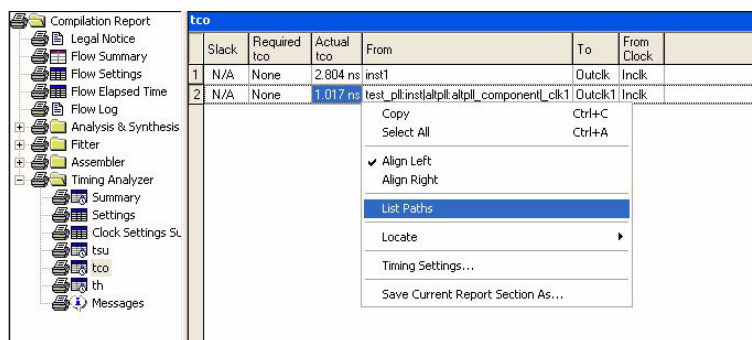 Compilation Report
Legal Notice
Flow Summary
Flow Settings
Flow Elapsed Time
Flow Log
Analysis & Synthesis
Fitter
Assembler
Timing Analyzer
Summary
Settings
Clock Settings Su
tsu
tco
th
Messages
tco
Slack Required tco Actual tco From To From Clock
1 N/A None 2.804 ns inst1 Outclk Inclk
2 N/A None 1.017 ns test_pll:inst|altpll:altpll_component|_clk1 Outclk1 Inclk
Copy Ctrl+C
Select All Ctrl+A
Align Left
Align Right
List Paths
Locate
Timing Settings...
Save Current Report Section As...